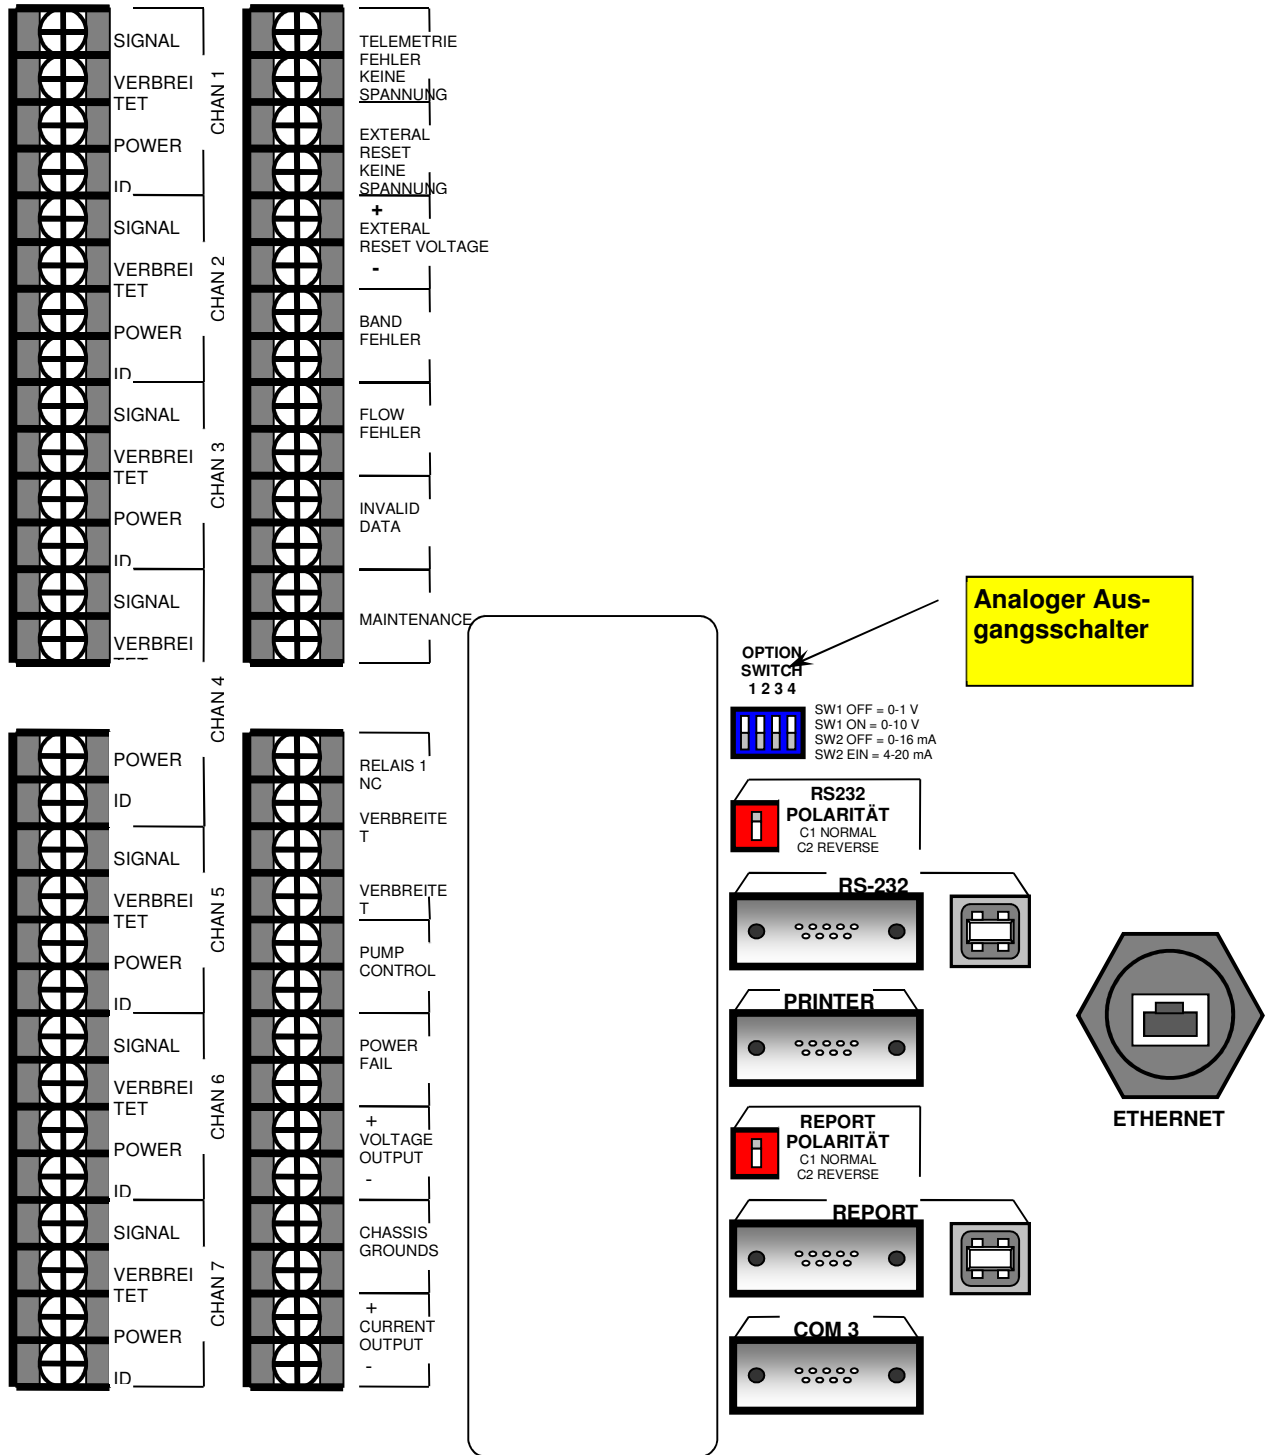 SIGNAL
VERBREI
TET
POWER
ID
CHAN 1
SIGNAL
VERBREI
TET
POWER
ID
CHAN 2
SIGNAL
VERBREI
TET
POWER
ID
CHAN 3
SIGNAL
VERBREI
TET
CHAN 4
POWER
ID
SIGNAL
VERBREI
TET
POWER
ID
CHAN 5
SIGNAL
VERBREI
TET
POWER
ID
CHAN 6
SIGNAL
VERBREI
TET
POWER
ID
CHAN 7
TELEMETRIE
FEHLER
KEINE
SPANNUNG
EXTERAL
RESET
KEINE
SPANNUNG
+
EXTERAL
RESET VOLTAGE
-
BAND
FEHLER
FLOW
FEHLER
INVALID
DATA
MAINTENANCE
RELAIS 1
NC
VERBREITE
T
VERBREITE
T
PUMP
CONTROL
POWER
FAIL
+
VOLTAGE
OUTPUT
-
CHASSIS
GROUNDS
+
CURRENT
OUTPUT
-
Analoger Aus-
gangsschalter
OPTION
SWITCH
1 2 3 4
SW1 OFF = 0-1 V
SW1 ON = 0-10 V
SW2 OFF = 0-16 mA
SW2 EIN = 4-20 mA
RS232
POLARITÄT
C1 NORMAL
C2 REVERSE
RS-232
PRINTER
REPORT
POLARITÄT
C1 NORMAL
C2 REVERSE
REPORT
COM 3
ETHERNET